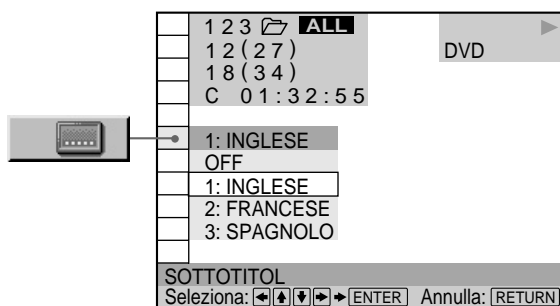 123 ALL
12(27)
18(34)
C 01:32:55
DVD
1: INGLESE
OFF
1: INGLESE
2: FRANCESE
3: SPAGNOLO
SOTTOTITOL
Seleziona: ENTER Annulla: RETURN